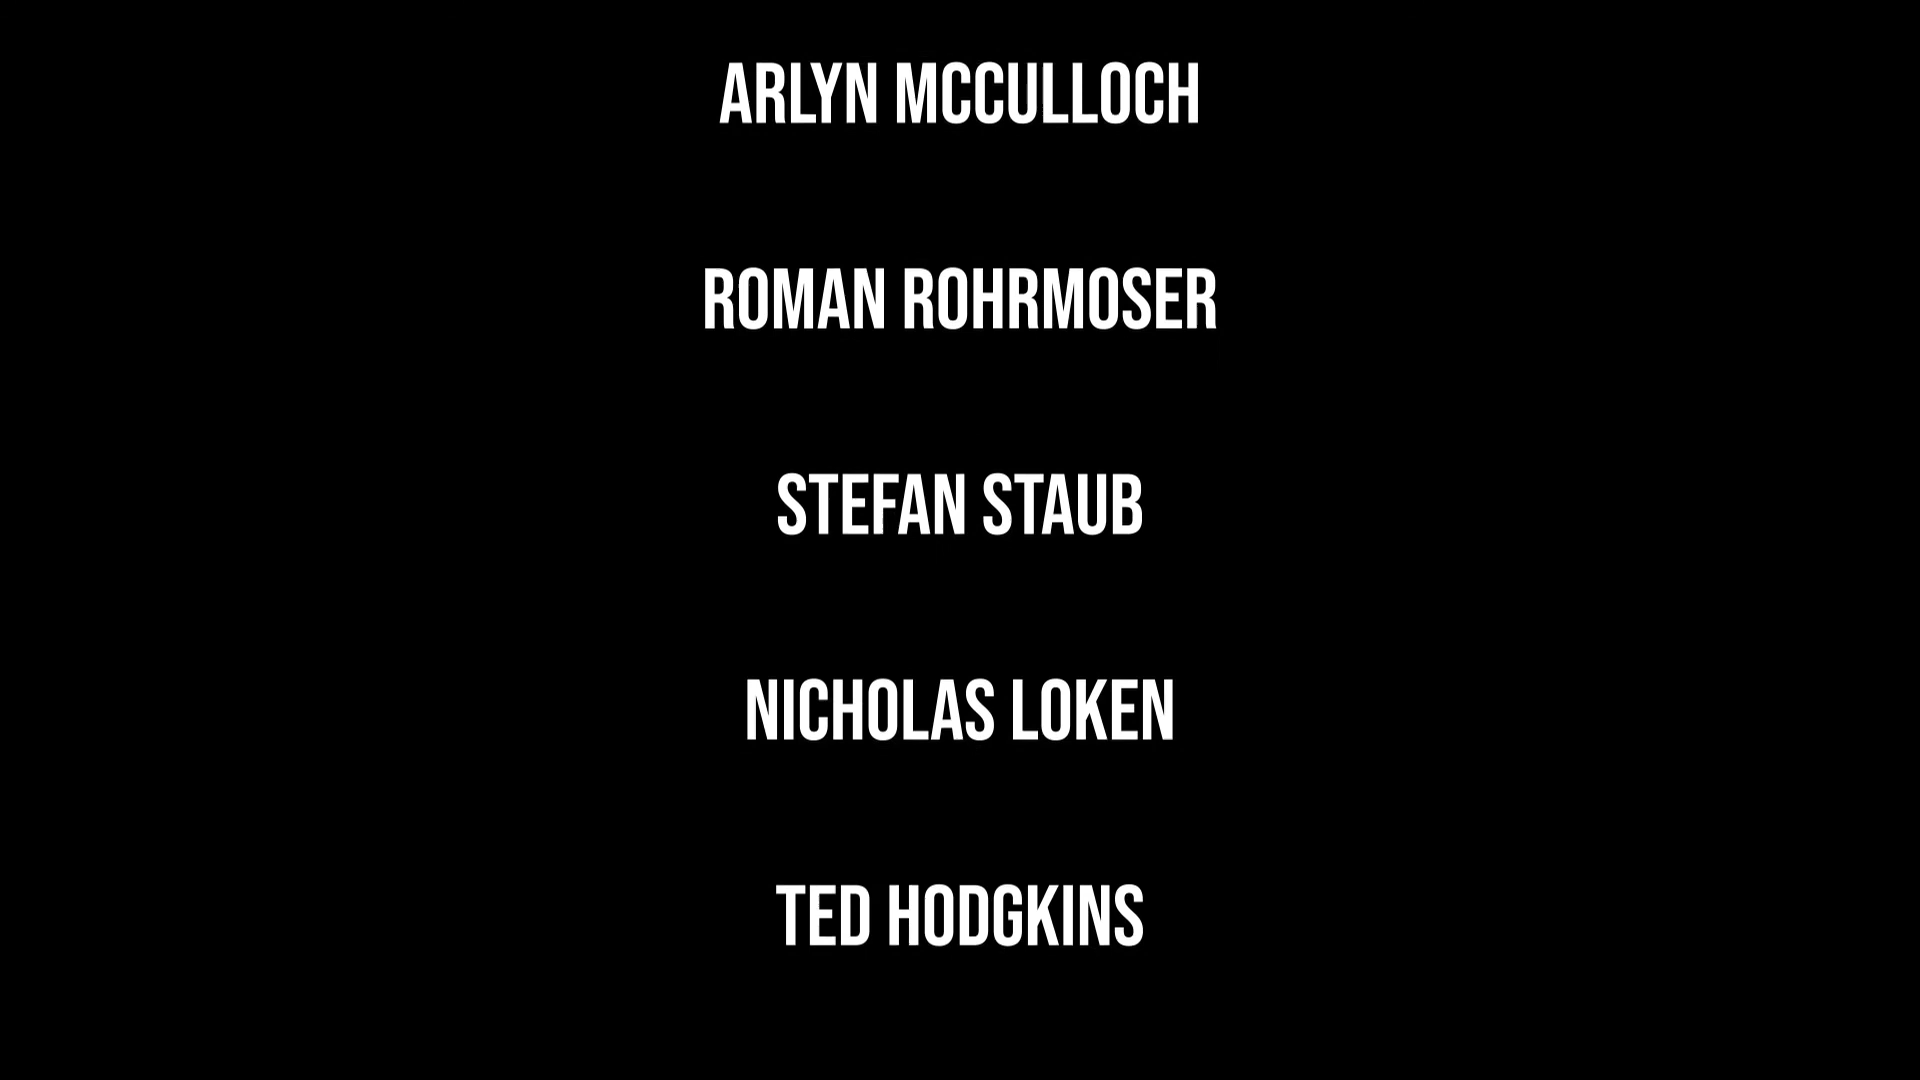 ARLYN MCCULLOCH
ROMAN ROHRMOSER
STEFAN STAUB
NICHOLAS LOKEN
TED HODGKINS